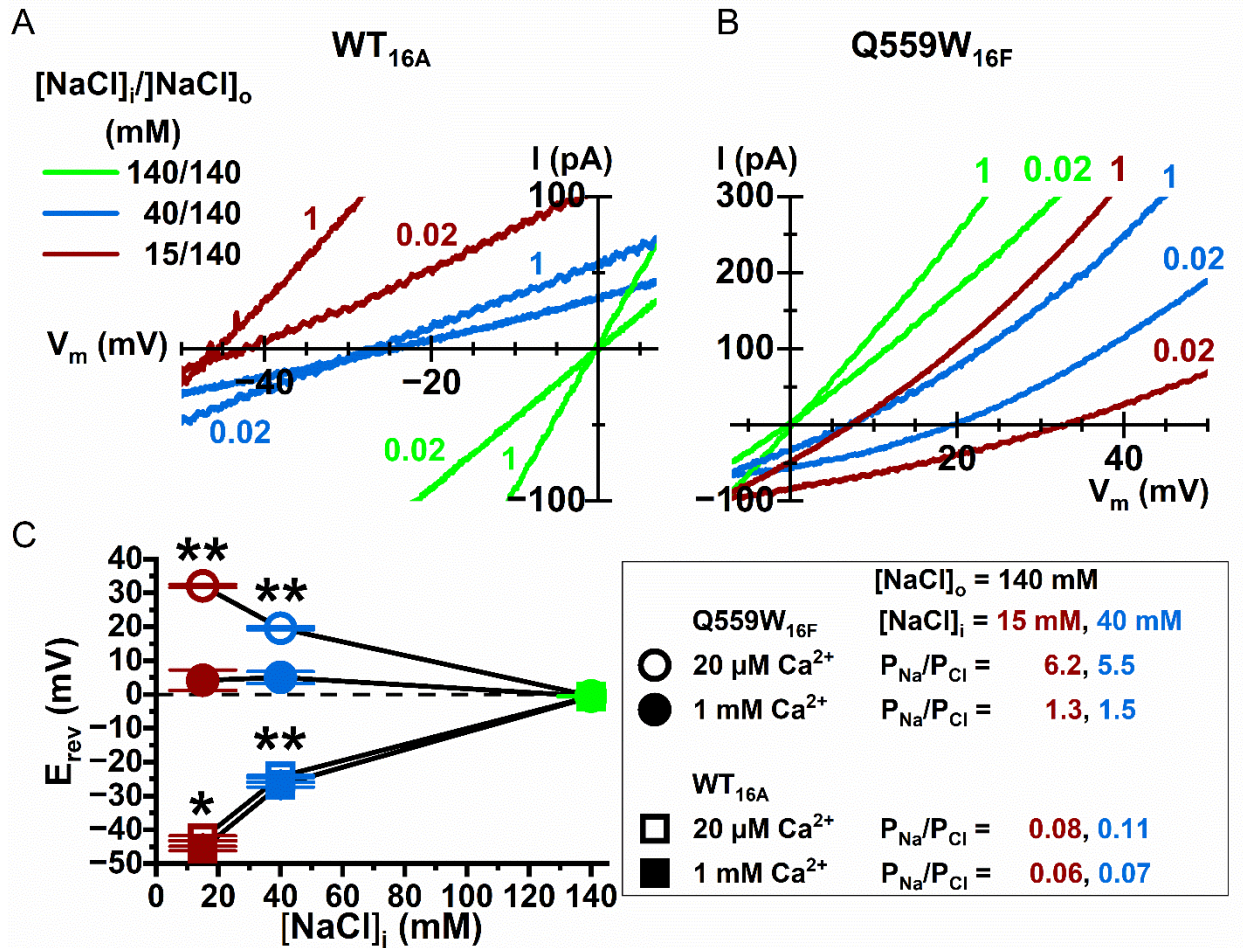 A
WT16A
[NaCl]i/]NaCl]o
(mM)
140/140
40/140
15/140
I (pA)
100
1
0.02
1
Vm (mV)
−40
−20
0.02
0.02
1
−100
B
Q559W16F
I (pA)
1
0.02
1
1
300
200
0.02
100
0.02
20
40
−100
Vm (mV)
C
Erev (mV)
40
30
20
10
0
−10
−20
−30
−40
−50
**
**
**
*
0 20 40 60 80 100 120 140
[NaCl]i (mM)
[NaCl]o = 140 mM
Q559W16F [NaCl]i = 15 mM, 40 mM
20 µM Ca2+ PNa/PCl = 6.2, 5.5
1 mM Ca2+ PNa/PCl = 1.3, 1.5
WT16A
20 µM Ca2+ PNa/PCl = 0.08, 0.11
1 mM Ca2+ PNa/PCl = 0.06, 0.07